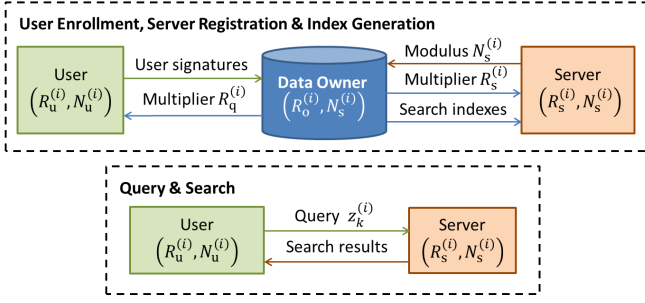 User Enrollment, Server Registration & Index Generation
User
(R_u^(i), N_u^(i))
User signatures
Multiplier R_q^(i)
Data Owner
(R_o^(i), N_s^(i))
Modulus N_s^(i)
Multiplier R_s^(i)
Search indexes
Server
(R_s^(i), N_s^(i))
Query & Search
User
(R_u^(i), N_u^(i))
Query z_k^(i)
Search results
Server
(R_s^(i), N_s^(i))